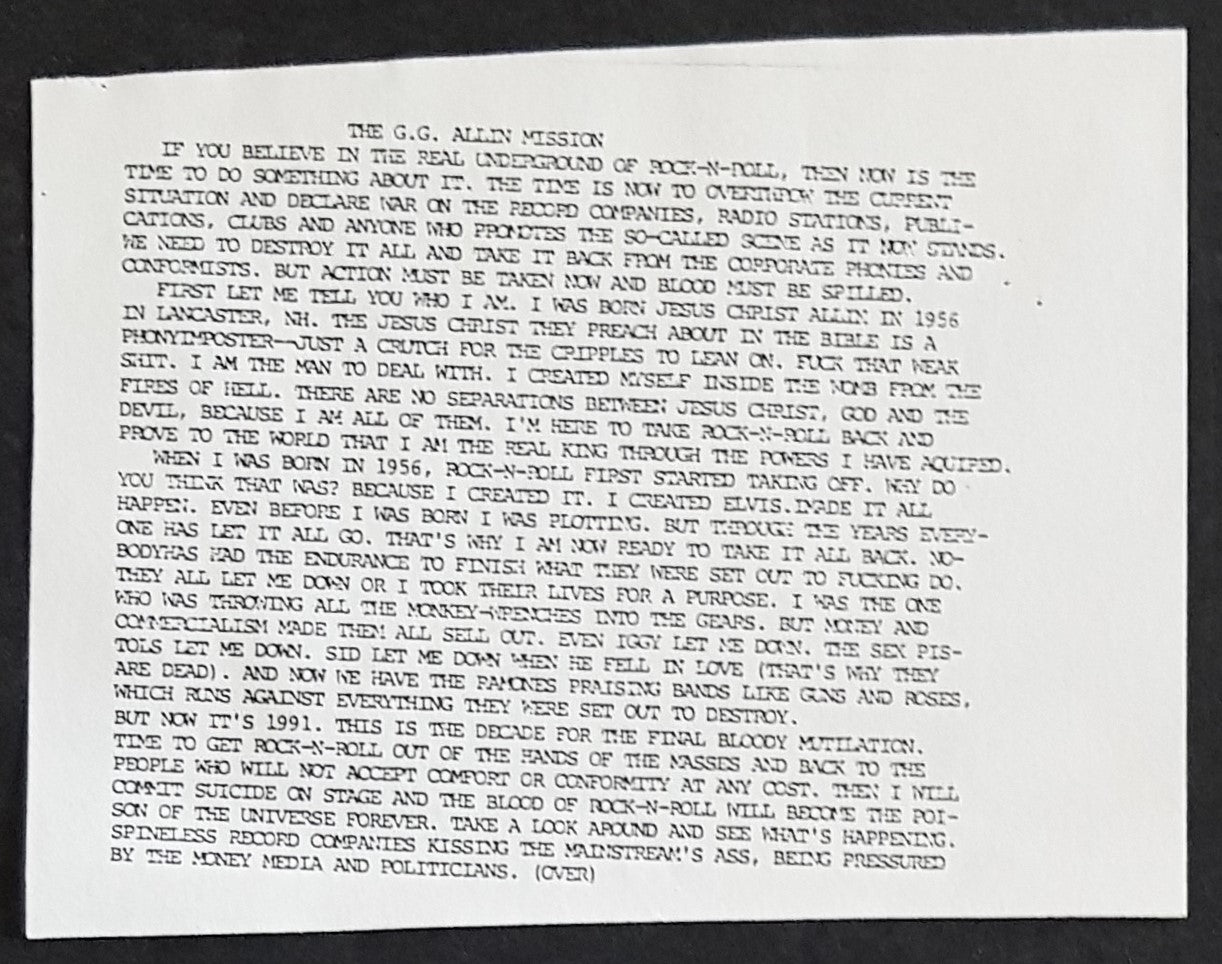 THE G.G. ALLIN MISSION
IF YOU BELIEVE IN THE REAL UNDERGROUND OF ROCK-N-ROLL, THEN NOW IS THE
TIME TO DO SOMETHING ABOUT IT. THE TIME IS NOW TO OVERTHROW THE CURRENT
SITUATION AND DECLARE WAR ON THE RECORD COMPANIES, RADIO STATIONS, PUBLI-
CATIONS, CLUBS AND ANYONE WHO PROMOTES THE SO-CALLED SCENE AS IT NOW STANDS.
WE NEED TO DESTROY IT ALL AND TAKE IT BACK FROM THE CORPORATE PHONIES AND
CONFORMISTS. BUT ACTION MUST BE TAKEN NOW AND BLOOD MUST BE SPILLED.
FIRST LET ME TELL YOU WHO I AM. I WAS BORN JESUS CHRIST ALLIN IN 1956
IN LANCASTER, NH. THE JESUS CHRIST THEY PREACH ABOUT IN THE BIBLE IS A
PHONYIMPOSTER--JUST A CRUTCH FOR THE CRIPPLES TO LEAN ON. FUCK THAT WEAK
SHIT. I AM THE MAN TO DEAL WITH. I CREATED MYSELF INSIDE THE WOMB FROM THE
FIRES OF HELL. THERE ARE NO SEPARATIONS BETWEEN JESUS CHRIST, GOD AND THE
DEVIL, BECAUSE I AM ALL OF THEM. I'M HERE TO TAKE ROCK-N-ROLL BACK AND
PROVE TO THE WORLD THAT I AM THE REAL KING THROUGH THE POWERS I HAVE AQUIRED.
WHEN I WAS BORN IN 1956, ROCK-N-ROLL FIRST STARTED TAKING OFF. WHY DO
YOU THINK THAT WAS? BECAUSE I CREATED IT. I CREATED ELVIS.IMADE IT ALL
HAPPEN. EVEN BEFORE I WAS BORN I WAS PLOTTING. BUT THROUGH THE YEARS EVERY-
ONE HAS LET IT ALL GO. THAT'S WHY I AM NOW READY TO TAKE IT ALL BACK. NO-
BODYHAS HAD THE ENDURANCE TO FINISH WHAT THEY WERE SET OUT TO FUCKING DO.
THEY ALL LET ME DOWN OR I TOOK THEIR LIVES FOR A PURPOSE. I WAS THE ONE
WHO WAS THROWING ALL THE MONKEY-WRENCHES INTO THE GEARS. BUT MONEY AND
COMMERCIALISM MADE THEM ALL SELL OUT. EVEN IGGY LET ME DOWN. THE SEX PIS-
TOLS LET ME DOWN. SID LET ME DOWN WHEN HE FELL IN LOVE (THAT'S WHY THEY
ARE DEAD). AND NOW WE HAVE THE RAMONES PRAISING BANDS LIKE GUNS AND ROSES,
WHICH RUNS AGAINST EVERYTHING THEY WERE SET OUT TO DESTROY.
BUT NOW IT'S 1991. THIS IS THE DECADE FOR THE FINAL BLOODY MUTILATION.
TIME TO GET ROCK-N-ROLL OUT OF THE HANDS OF THE MASSES AND BACK TO THE
PEOPLE WHO WILL NOT ACCEPT COMFORT OR CONFORMITY AT ANY COST. THEN I WILL
COMMIT SUICIDE ON STAGE AND THE BLOOD OF ROCK-N-ROLL WILL BECOME THE POI-
SON OF THE UNIVERSE FOREVER. TAKE A LOOK AROUND AND SEE WHAT'S HAPPENING.
SPINELESS RECORD COMPANIES KISSING THE MAINSTREAM'S ASS, BEING PRESSURED
BY THE MONEY MEDIA AND POLITICIANS. (OVER)